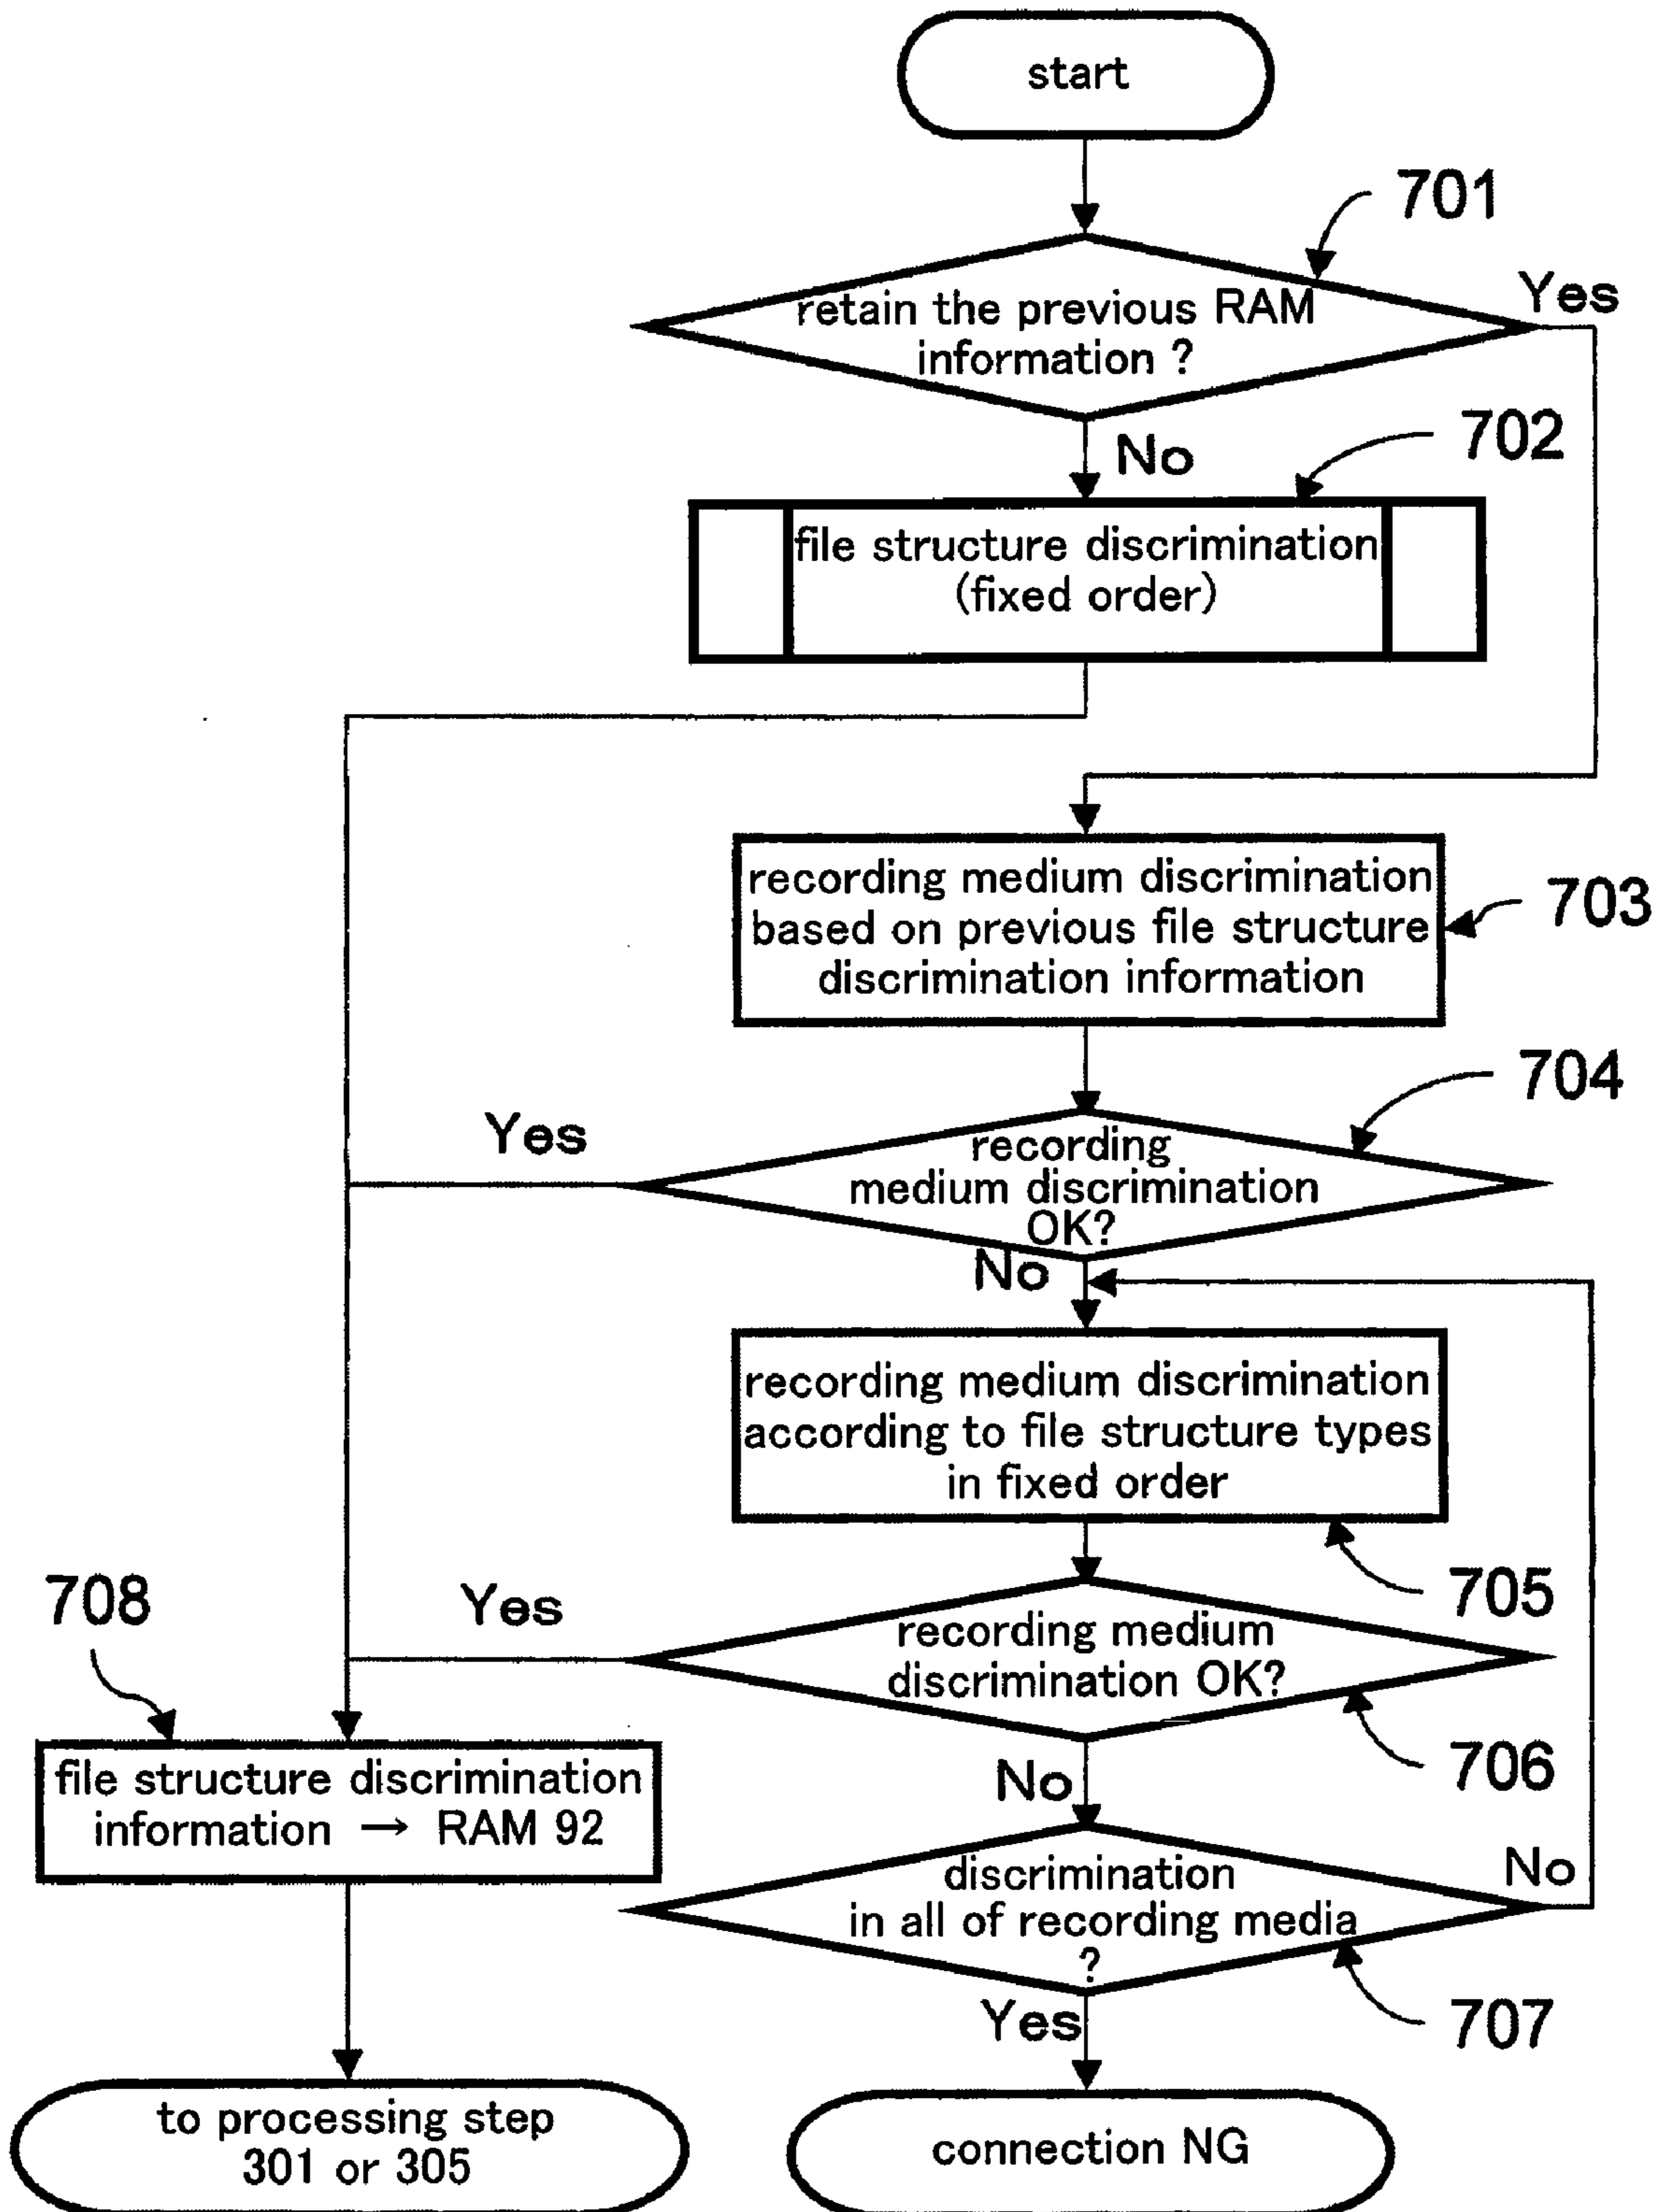 start
701
retain the previous RAM
information ?
Yes
No
702
file structure discrimination
(fixed order)
recording medium discrimination
based on previous file structure
discrimination information
703
704
Yes
recording
medium discrimination
OK?
No
recording medium discrimination
according to file structure types
in fixed order
705
708
Yes
recording medium
discrimination OK?
706
No
file structure discrimination
information → RAM 92
discrimination
in all of recording media
?
No
707
Yes
to processing step
301 or 305
connection NG